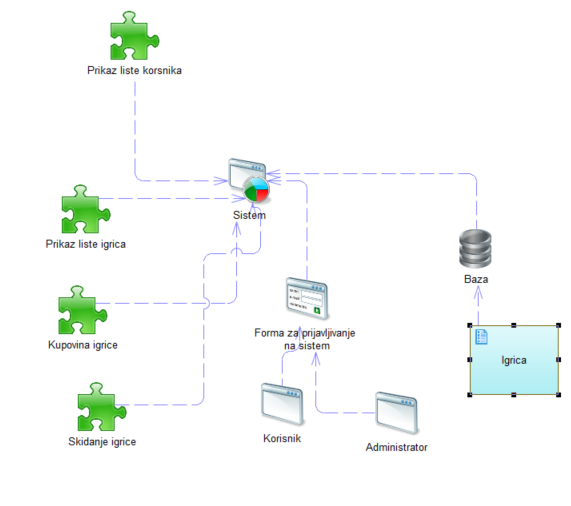 Prikaz liste korsnika
Sistem
Prikaz liste igrica
Baza
Kupovina igrice
Forma za prijavljivanje
na sistem
Igrica
Skidanje igrice
Korisnik
Administrator